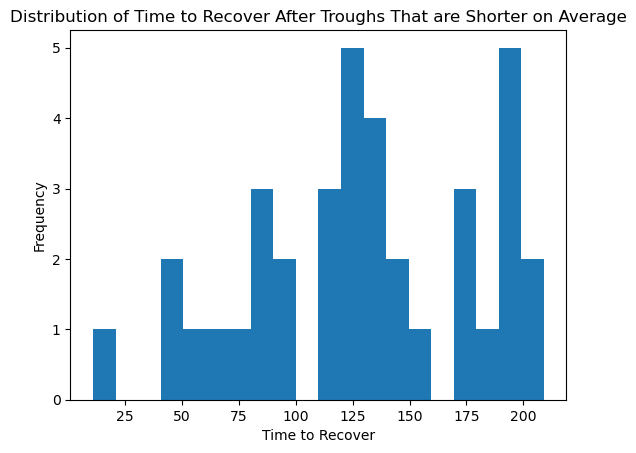 Distribution of Time to Recover After Troughs That are Shorter on Average
5
4
3
2
1
0
Frequency
25 50 75 100 125 150 175 200
Time to Recover